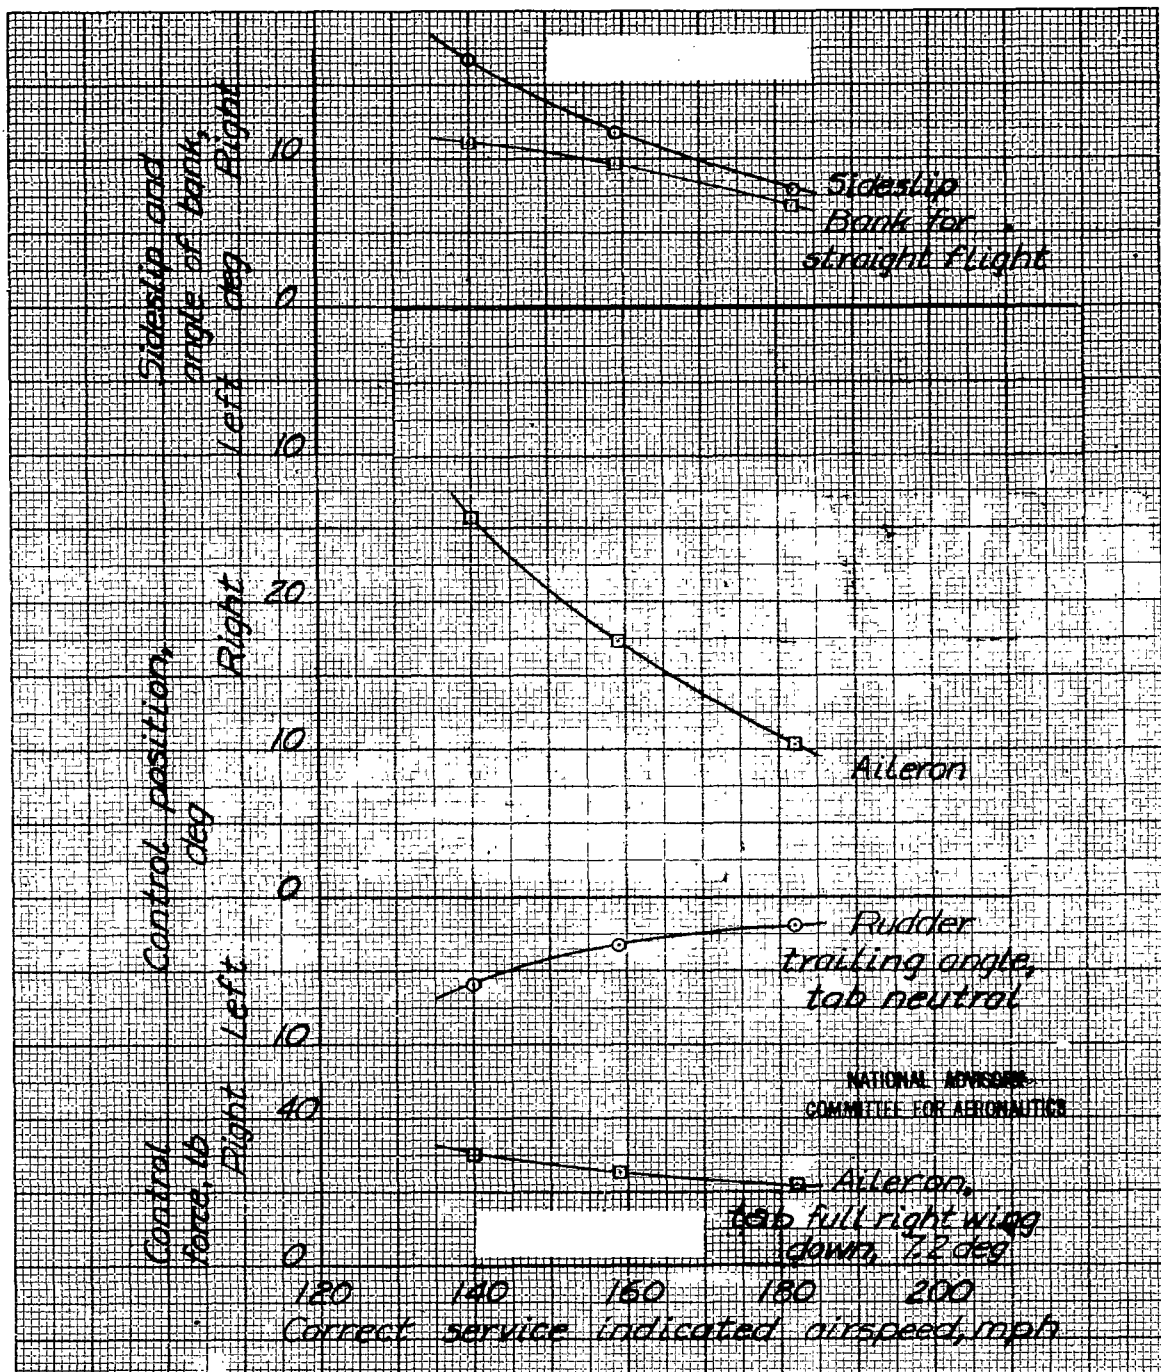 Sideslip and
angle of bank,
deg
Left
Right
10
0
10
Sideslip
Bank for
straight flight
Control position,
deg
Left
Right
20
10
0
10
Aileron
Rudder
trailing angle,
tab neutral
NATIONAL ADVISORY
COMMITTEE FOR AERONAUTICS
Control
force, lb
Right
40
0
Aileron,
tab full right wing
down, 7.2 deg
120 140 160 180 200
Correct service indicated airspeed, mph